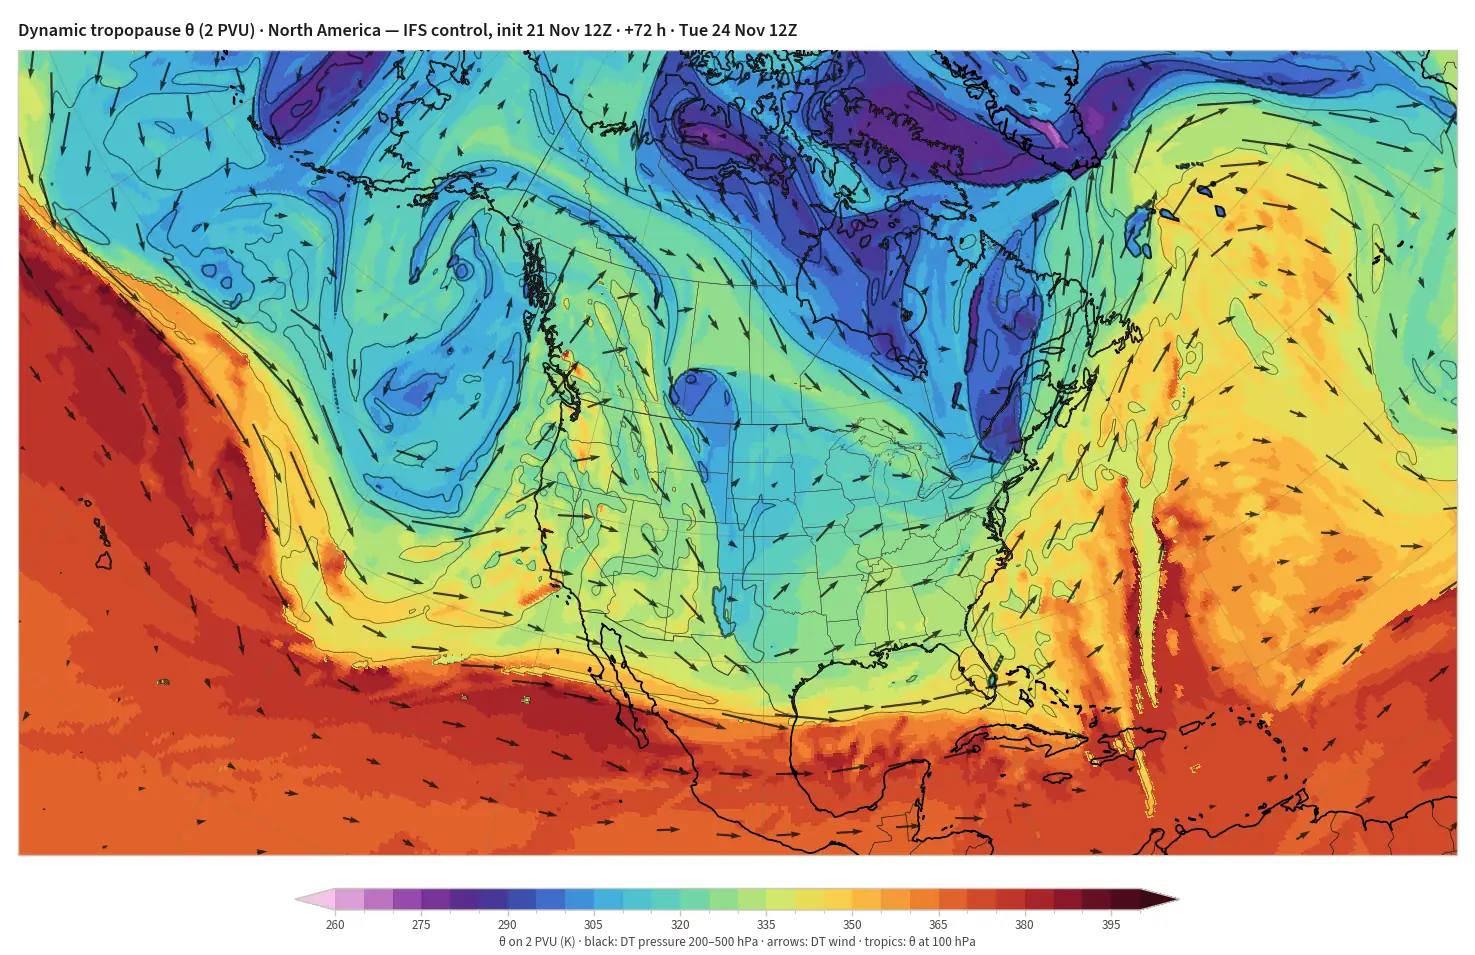 Dynamic tropopause θ (2 PVU) · North America — IFS control, init 21 Nov 12Z · +72 h · Tue 24 Nov 12Z
260 275 290 305 320 335 350 365 380 395
θ on 2 PVU (K) · black: DT pressure 200–500 hPa · arrows: DT wind · tropics: θ at 100 hPa